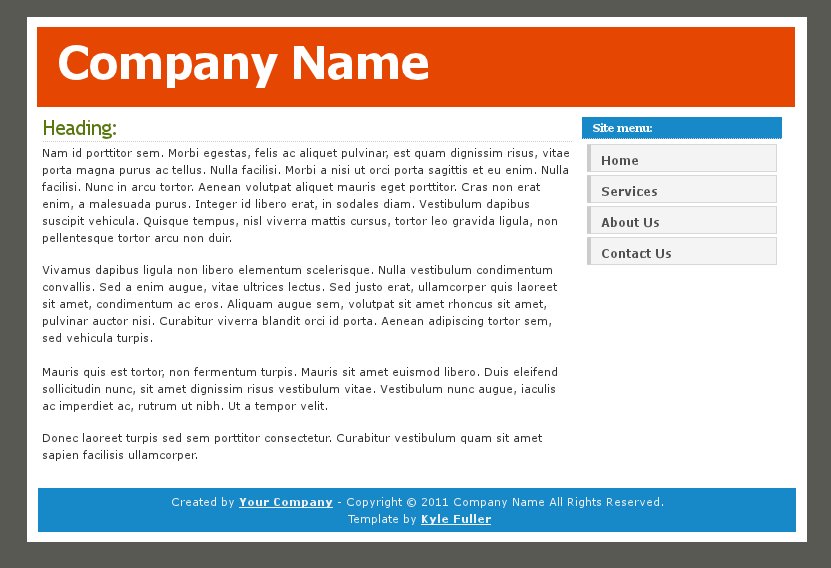 Company Name
Heading:
Nam id porttitor sem. Morbi egestas, felis ac aliquet pulvinar, est quam dignissim risus, vitae
porta magna purus ac tellus. Nulla facilisi. Morbi a nisi ut orci porta sagittis et eu enim. Nulla
facilisi. Nunc in arcu tortor. Aenean volutpat aliquet mauris eget porttitor. Cras non erat
enim, a malesuada purus. Integer id libero erat, in sodales diam. Vestibulum dapibus
suscipit vehicula. Quisque tempus, nisl viverra mattis cursus, tortor leo gravida ligula, non
pellentesque tortor arcu non duir.
Vivamus dapibus ligula non libero elementum scelerisque. Nulla vestibulum condimentum
convallis. Sed a enim augue, vitae ultrices lectus. Sed justo erat, ullamcorper quis laoreet
sit amet, condimentum ac eros. Aliquam augue sem, volutpat sit amet rhoncus sit amet,
pulvinar auctor nisi. Curabitur viverra blandit orci id porta. Aenean adipiscing tortor sem,
sed vehicula turpis.
Mauris quis est tortor, non fermentum turpis. Mauris sit amet euismod libero. Duis eleifend
sollicitudin nunc, sit amet dignissim risus vestibulum vitae. Vestibulum nunc augue, iaculis
ac imperdiet ac, rutrum ut nibh. Ut a tempor velit.
Donec laoreet turpis sed sem porttitor consectetur. Curabitur vestibulum quam sit amet
sapien facilisis ullamcorper.
Site menu:
Home
Services
About Us
Contact Us
Created by Your Company - Copyright © 2011 Company Name All Rights Reserved.
Template by Kyle Fuller